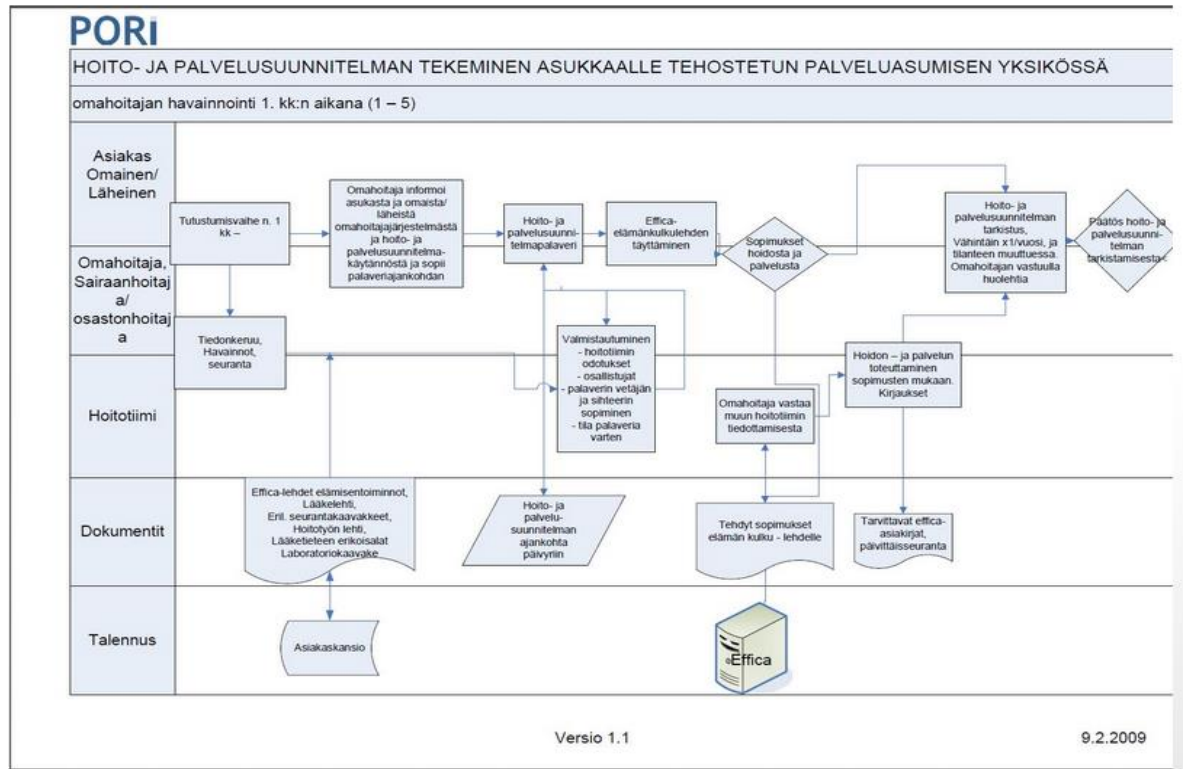 PORI
HOITO- JA PALVELUSUUNNITELMAN TEKEMINEN ASUKKAALLE TEHOSTETUN PALVELUASUMISEN YKSIKÖSSÄ
omahoitajan havainnointi 1. kk:n aikana (1 – 5)
Asiakas
Omainen/
Läheinen
Tutustumisvaihe n. 1
kk –
Omahoitaja informoi
asukasta ja omaista/
läheistä
omahoitajajärjestelmästä
ja hoito- ja
palvelusuunnitelma-
käytännöstä ja sopii
palaveriajankohdan
Hoito- ja
palvelusuunni-
telmapalaveri
Effica-
elämänkulkulehden
täyttäminen
Sopimukset
hoidosta ja
palvelusta
Hoito- ja
palvelusuunnitelman
tarkistus,
Vähintäin x1/vuosi, ja
tilanteen muuttuessa.
Omahoitajan vastuulla
huolehtia
Päätös hoito- ja
palvelusuunni-
telman
tarkistamisesta
Omahoitaja,
Sairaanhoitaj
a/
osastonhoitaj
a
Tiedonkeruu,
Havainnot,
seuranta
Valmistautuminen
- hoitotiimin
odotukset
- osallistujat
- palaverin vetäjän
ja sihteerin
sopiminen
- tila palaveria
varten
Hoidon – ja palvelun
toteuttaminen
sopimusten mukaan.
Kirjaukset
Hoitotiimi
Omahoitaja vastaa
muun hoitotiimin
tiedottamisesta
Dokumentit
Effica-lehdet elämisentoiminnot,
Lääkelehti,
Eril. seurantakaavakkeet,
Hoitotyön lehti,
Lääketieteen erikoisalat
Laboratoriokaavake
Hoito- ja
palvelu-
suunnitelman
ajankohta
päivyriin
Tehdyt sopimukset
elämän kulku - lehdelle
Tarvittavat effica-
asiakirjat,
päivittäisseuranta
Talennus
Asiakaskansio
Effica
Versio 1.1
9.2.2009